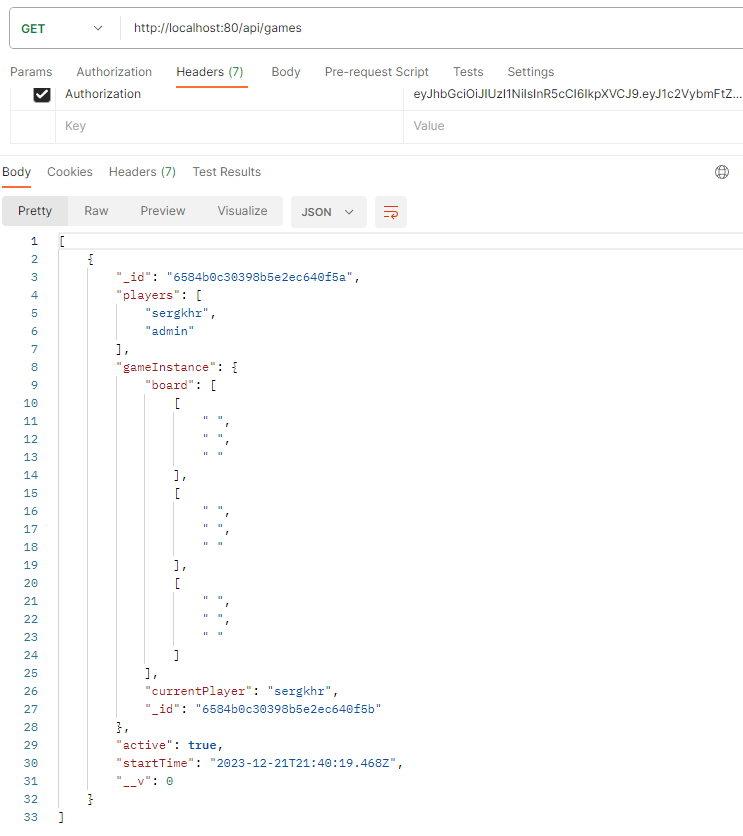 GET http://localhost:80/api/games
Params Authorization Headers (7) Body Pre-request Script Tests Settings
Authorization eyJhbGciOiJIUzI1NiIsInR5cCI6IkpXVCJ9.eyJ1c2VybmFtZ...
Key Value
Body Cookies Headers (7) Test Results
Pretty Raw Preview Visualize JSON
1 [
2 {
3 "_id": "6584b0c30398b5e2ec640f5a",
4 "players": [
5 "sergkhr",
6 "admin"
7 ],
8 "gameInstance": {
9 "board": [
10 [
11 " ",
12 " ",
13 " "
14 ],
15 [
16 " ",
17 " ",
18 " "
19 ],
20 [
21 " ",
22 " ",
23 " "
24 ]
25 ],
26 "currentPlayer": "sergkhr",
27 "_id": "6584b0c30398b5e2ec640f5b"
28 },
29 "active": true,
30 "startTime": "2023-12-21T21:40:19.468Z",
31 "__v": 0
32 }
33 ]